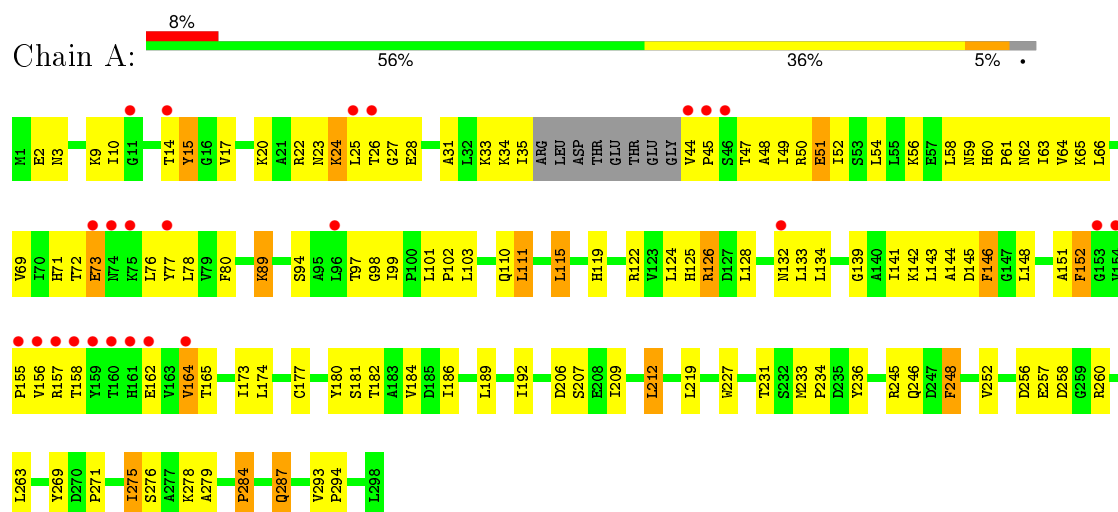 8%
Chain A:
56% 36% 5% •
M1 E2 N3 K9 I10 G11 T14 Y15 G16 V17 K20 A21 R22 N23 K24 L25 T26 G27 E28 A31 L32 K33 K34 I35 ARG LEU ASP THR GLU THR GLU GLY V44 P45 S46 T47 A48 I49 R50 E51 I52 S53 L54 L55 K56 E57 L58 N59 H60 P61 N62 I63 V64 K65 L66
V69 I70 H71 T72 E73 N74 K75 L76 Y77 L78 V79 F80 K89 S94 A95 L96 T97 G98 I99 P100 L101 P102 L103 Q110 L111 L115 H119 R122 V123 L124 H125 R126 D127 L128 N132 L133 L134 G139 A140 I141 K142 L143 A144 D145 F146 G147 L148 A151 F152 G153 V154
P155 V156 R157 T158 Y159 T160 H161 E162 V163 V164 T165 I173 L174 C177 Y180 S181 T182 A183 V184 D185 I186 L189 I192 D206 S207 E208 I209 L212 L219 W227 T231 S232 M233 P234 D235 Y236 R245 Q246 D247 F248 V252 D256 E257 D258 G259 R260
L263 Y269 D270 P271 I275 S276 A277 K278 A279 P284 Q287 V293 P294 L298